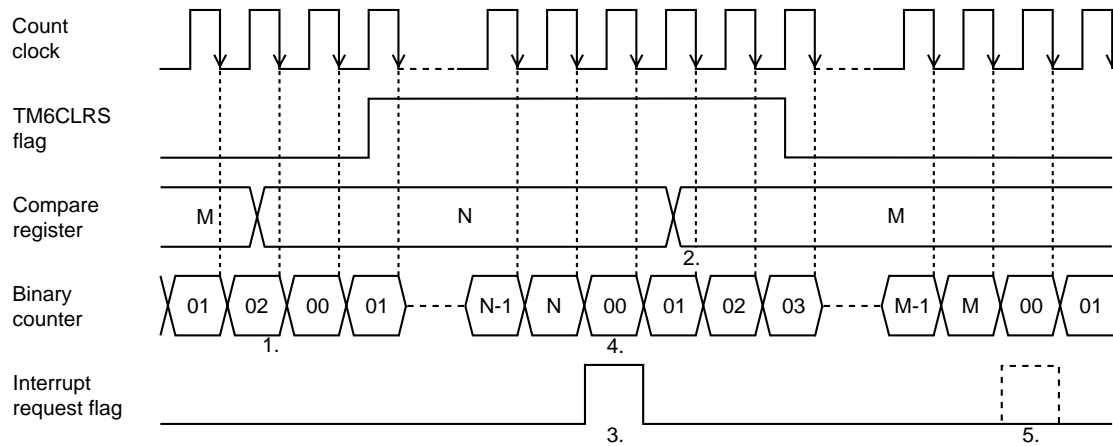 Count
clock
TM6CLRS
flag
Compare
register
M N M
2.
Binary
counter
01 02 00 01 N-1 N 00 01 02 03 M-1 M 00 01
1. 4.
Interrupt
request flag
3. 5.